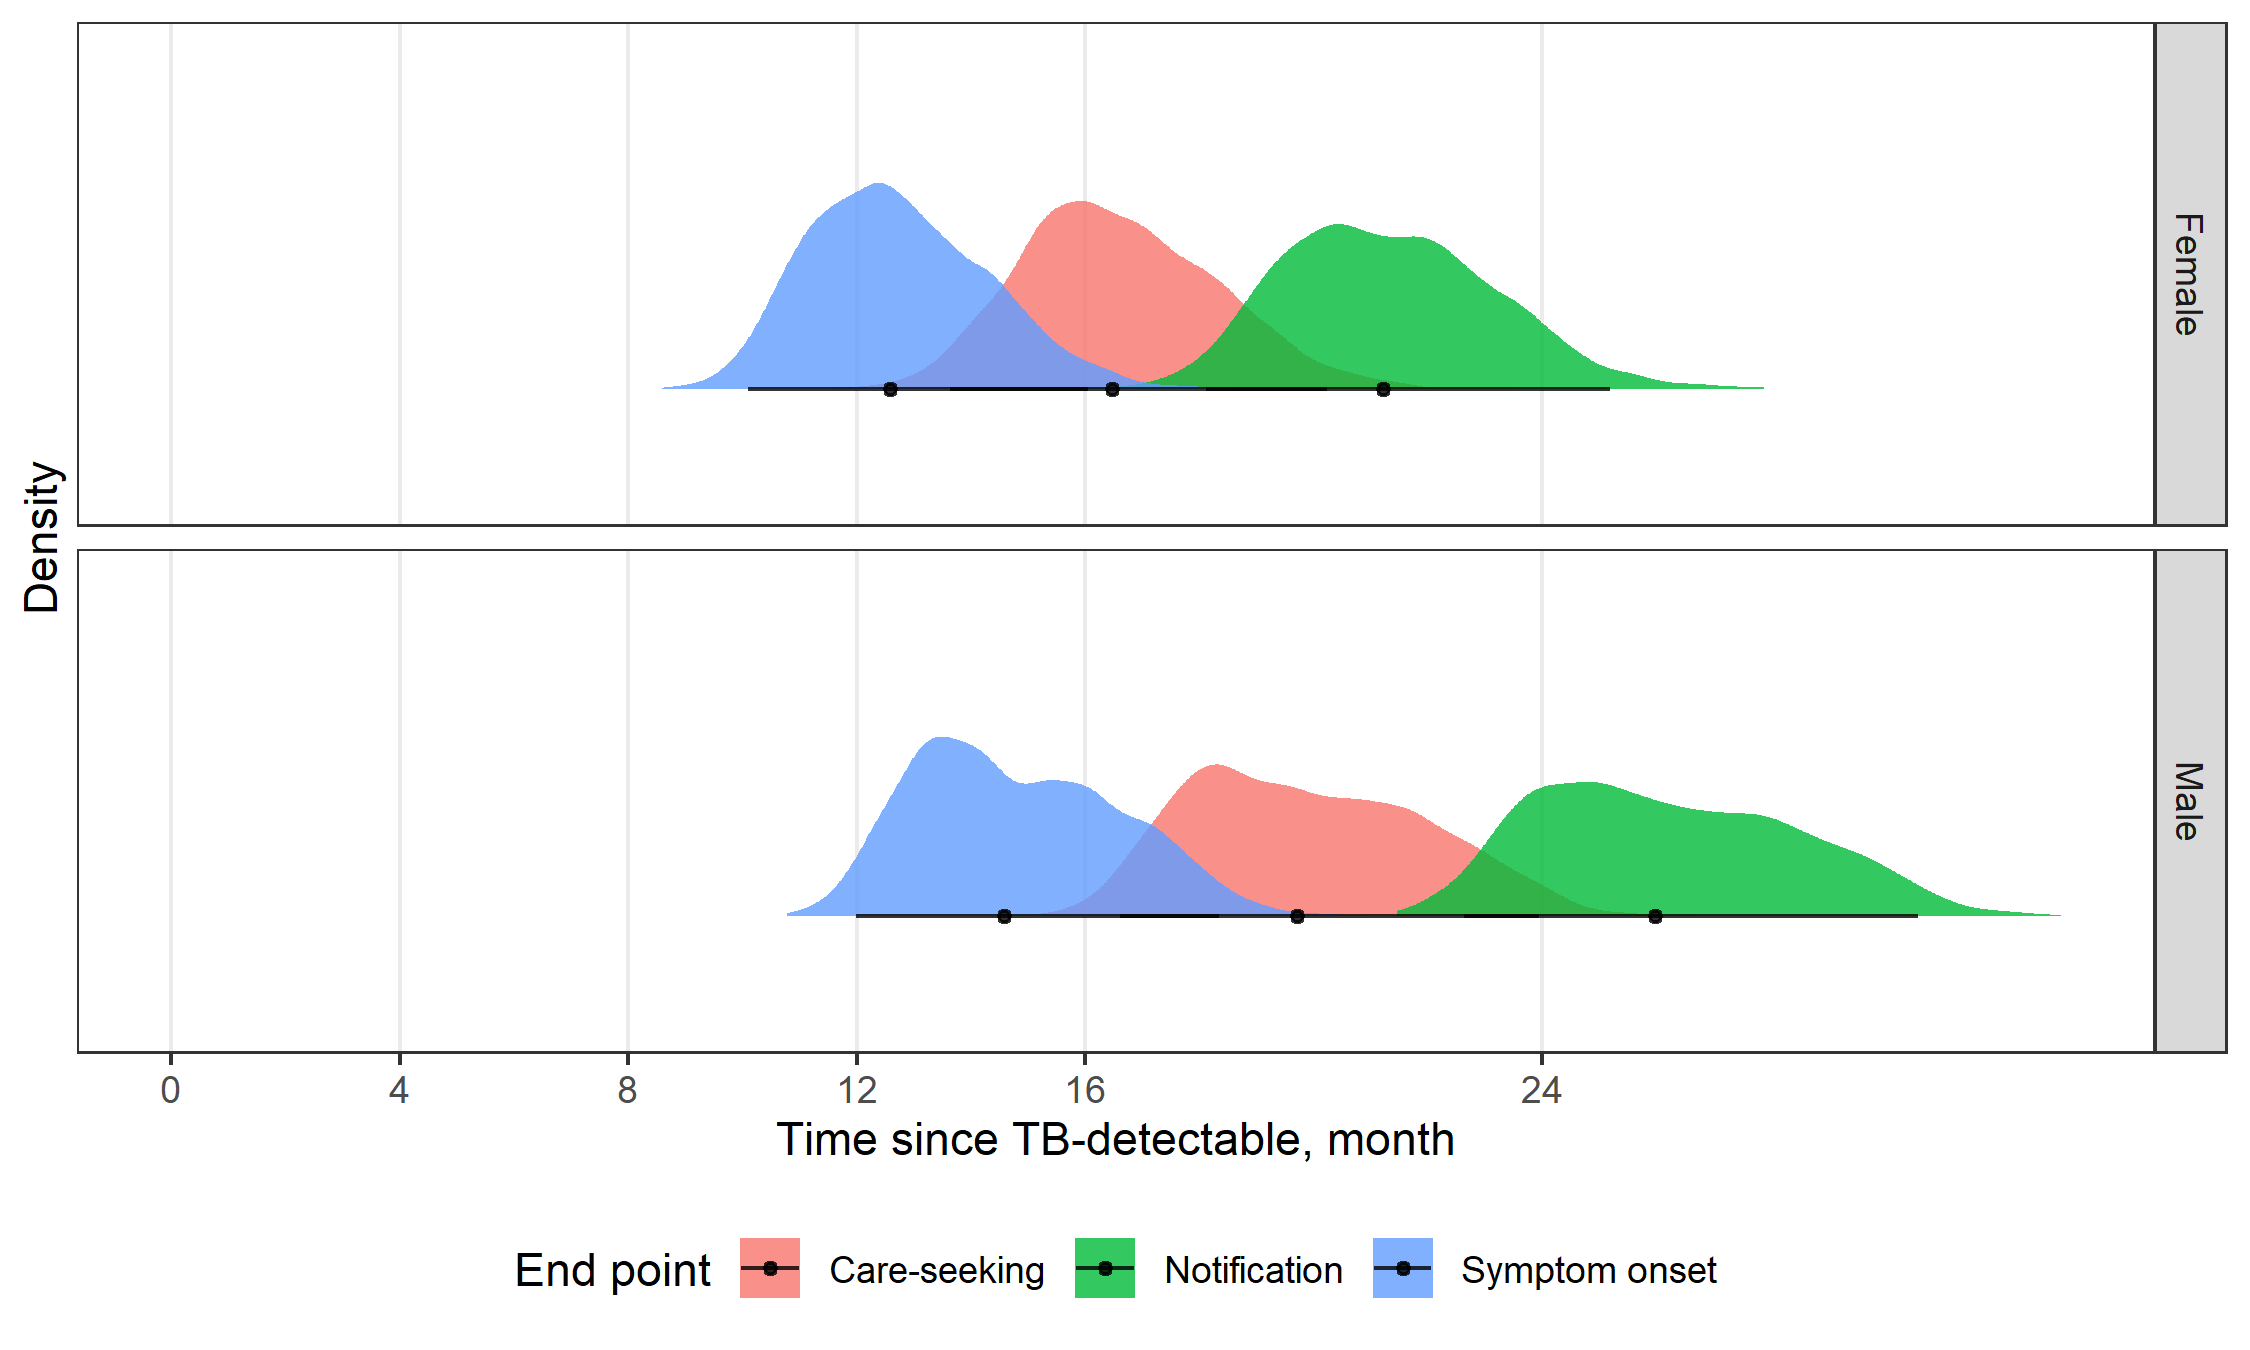 Female
Density
Male
0 4 8 12 16 24
Time since TB-detectable, month
End point Care-seeking Notification Symptom onset